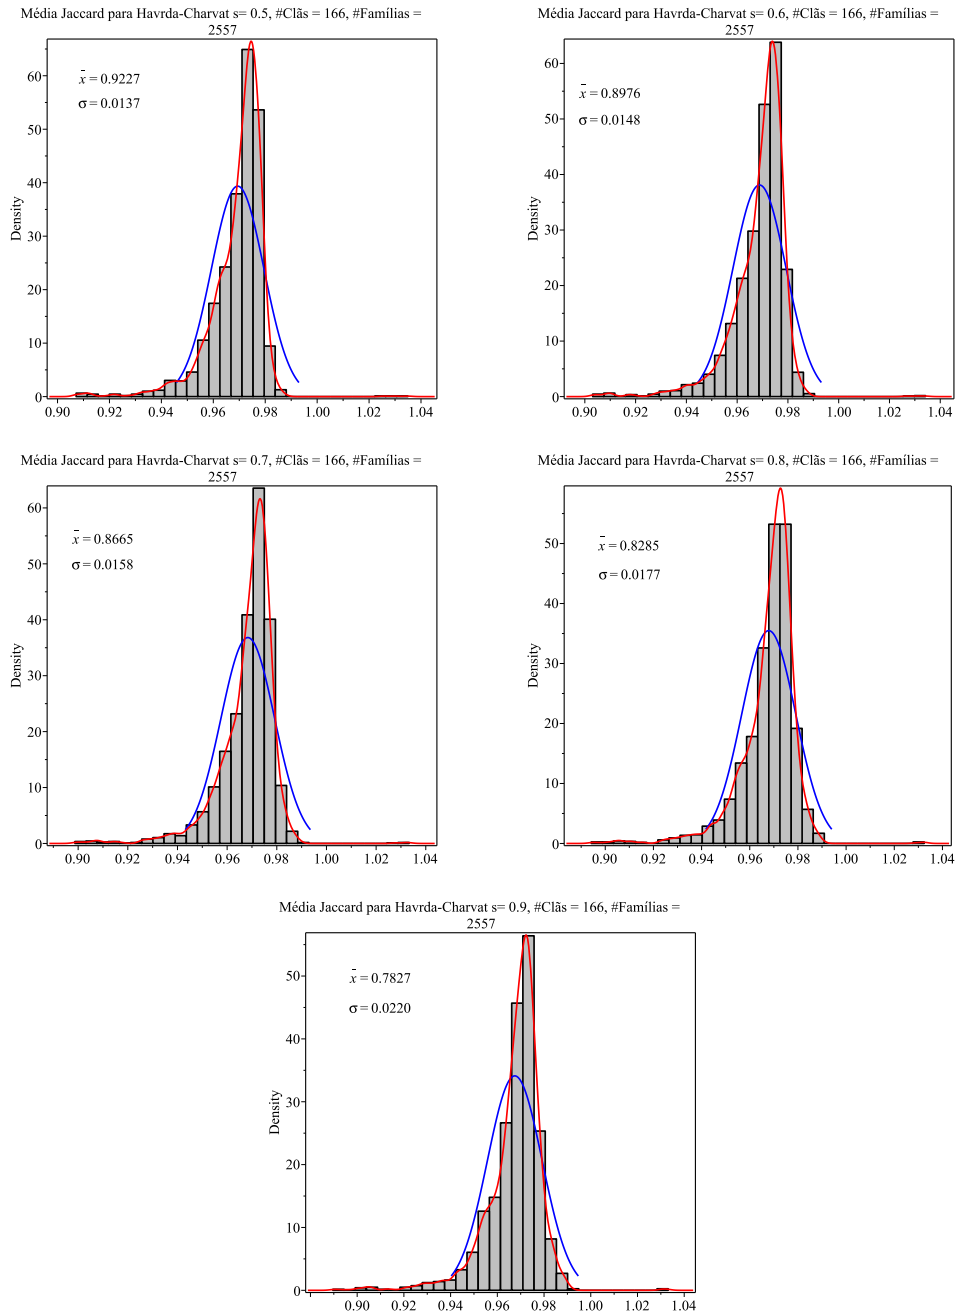 Média Jaccard para Havrda-Charvat s= 0.5, #Clãs = 166, #Famílias =
2557
x̄ = 0.9227
σ = 0.0137
Density
60
50
40
30
20
10
0
0.90 0.92 0.94 0.96 0.98 1.00 1.02 1.04
Média Jaccard para Havrda-Charvat s= 0.6, #Clãs = 166, #Famílias =
2557
x̄ = 0.8976
σ = 0.0148
Density
60
50
40
30
20
10
0
0.90 0.92 0.94 0.96 0.98 1.00 1.02 1.04
Média Jaccard para Havrda-Charvat s= 0.7, #Clãs = 166, #Famílias =
2557
x̄ = 0.8665
σ = 0.0158
Density
60
50
40
30
20
10
0
0.90 0.92 0.94 0.96 0.98 1.00 1.02 1.04
Média Jaccard para Havrda-Charvat s= 0.8, #Clãs = 166, #Famílias =
2557
x̄ = 0.8285
σ = 0.0177
Density
50
40
30
20
10
0
0.90 0.92 0.94 0.96 0.98 1.00 1.02 1.04
Média Jaccard para Havrda-Charvat s= 0.9, #Clãs = 166, #Famílias =
2557
x̄ = 0.7827
σ = 0.0220
Density
50
40
30
20
10
0
0.90 0.92 0.94 0.96 0.98 1.00 1.02 1.04